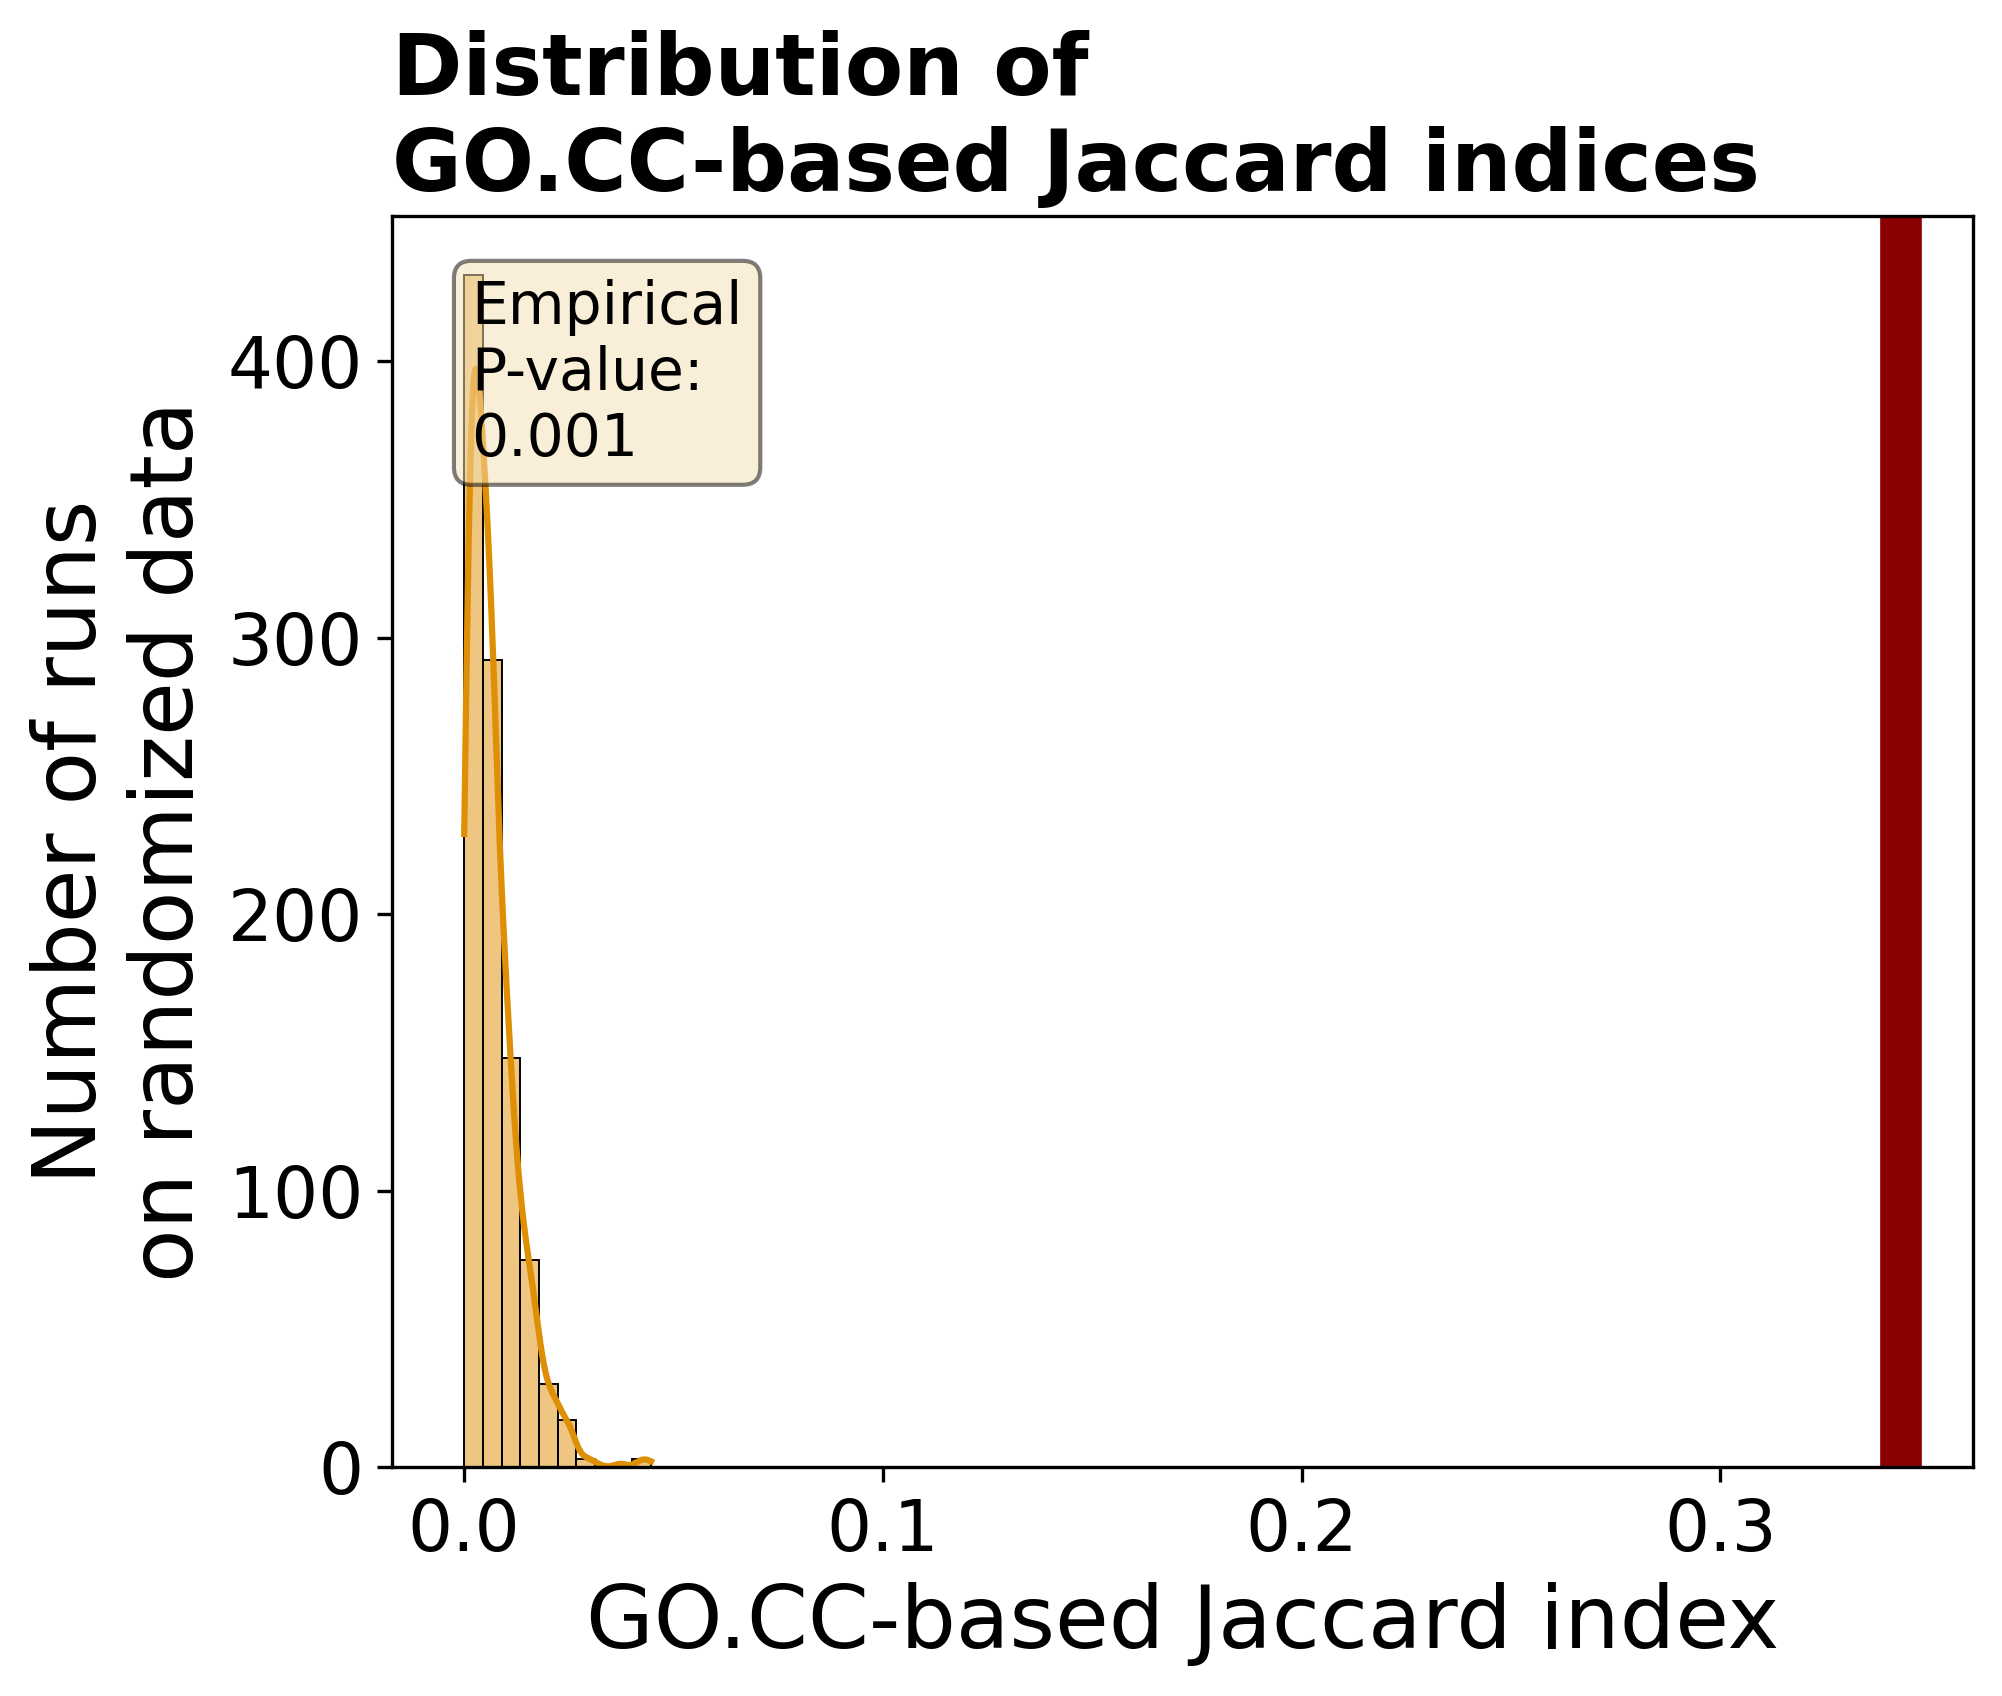 Distribution of
GO.CC-based Jaccard indices
Empirical
P-value:
0.001
Number of runs
on randomized data
400
300
200
100
0
0.0
0.1
0.2
0.3
GO.CC-based Jaccard index